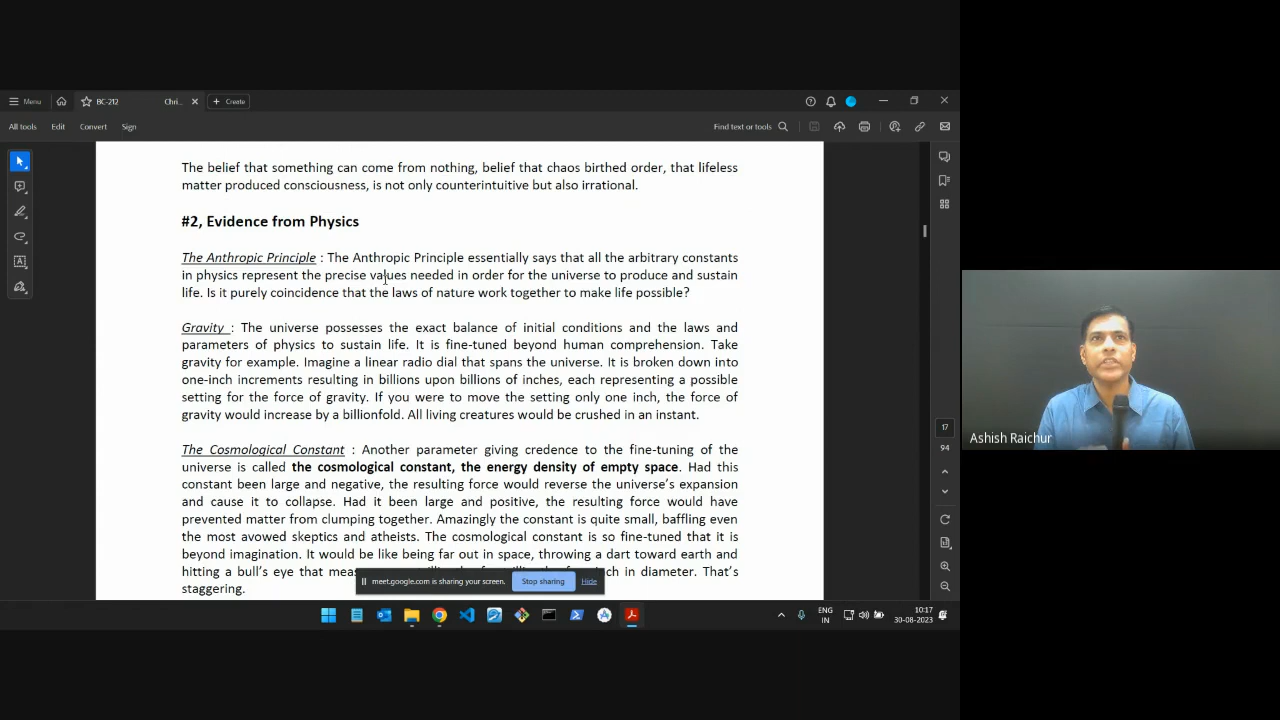 Menu
BC-212
Chri...
Create
All tools
Edit
Convert
Sign
Find text or tools
The belief that something can come from nothing, belief that chaos birthed order, that lifeless
matter produced consciousness, is not only counterintuitive but also irrational.
#2, Evidence from Physics
The Anthropic Principle : The Anthropic Principle essentially says that all the arbitrary constants
in physics represent the precise values needed in order for the universe to produce and sustain
life. Is it purely coincidence that the laws of nature work together to make life possible?
Gravity : The universe possesses the exact balance of initial conditions and the laws and
parameters of physics to sustain life. It is fine-tuned beyond human comprehension. Take
gravity for example. Imagine a linear radio dial that spans the universe. It is broken down into
one-inch increments resulting in billions upon billions of inches, each representing a possible
setting for the force of gravity. If you were to move the setting only one inch, the force of
gravity would increase by a billionfold. All living creatures would be crushed in an instant.
The Cosmological Constant : Another parameter giving credence to the fine-tuning of the
universe is called the cosmological constant, the energy density of empty space. Had this
constant been large and negative, the resulting force would reverse the universe's expansion
and cause it to collapse. Had it been large and positive, the resulting force would have
prevented matter from clumping together. Amazingly the constant is quite small, baffling even
the most avowed skeptics and atheists. The cosmological constant is so fine-tuned that it is
beyond imagination. It would be like being far out in space, throwing a dart toward earth and
hitting a bull's eye that in diameter. That's
staggering.
meet.google.com is sharing your screen.
Stop sharing
Hide
17
94
Ashish Raichur
ENG
IN
10:17
30-08-2023